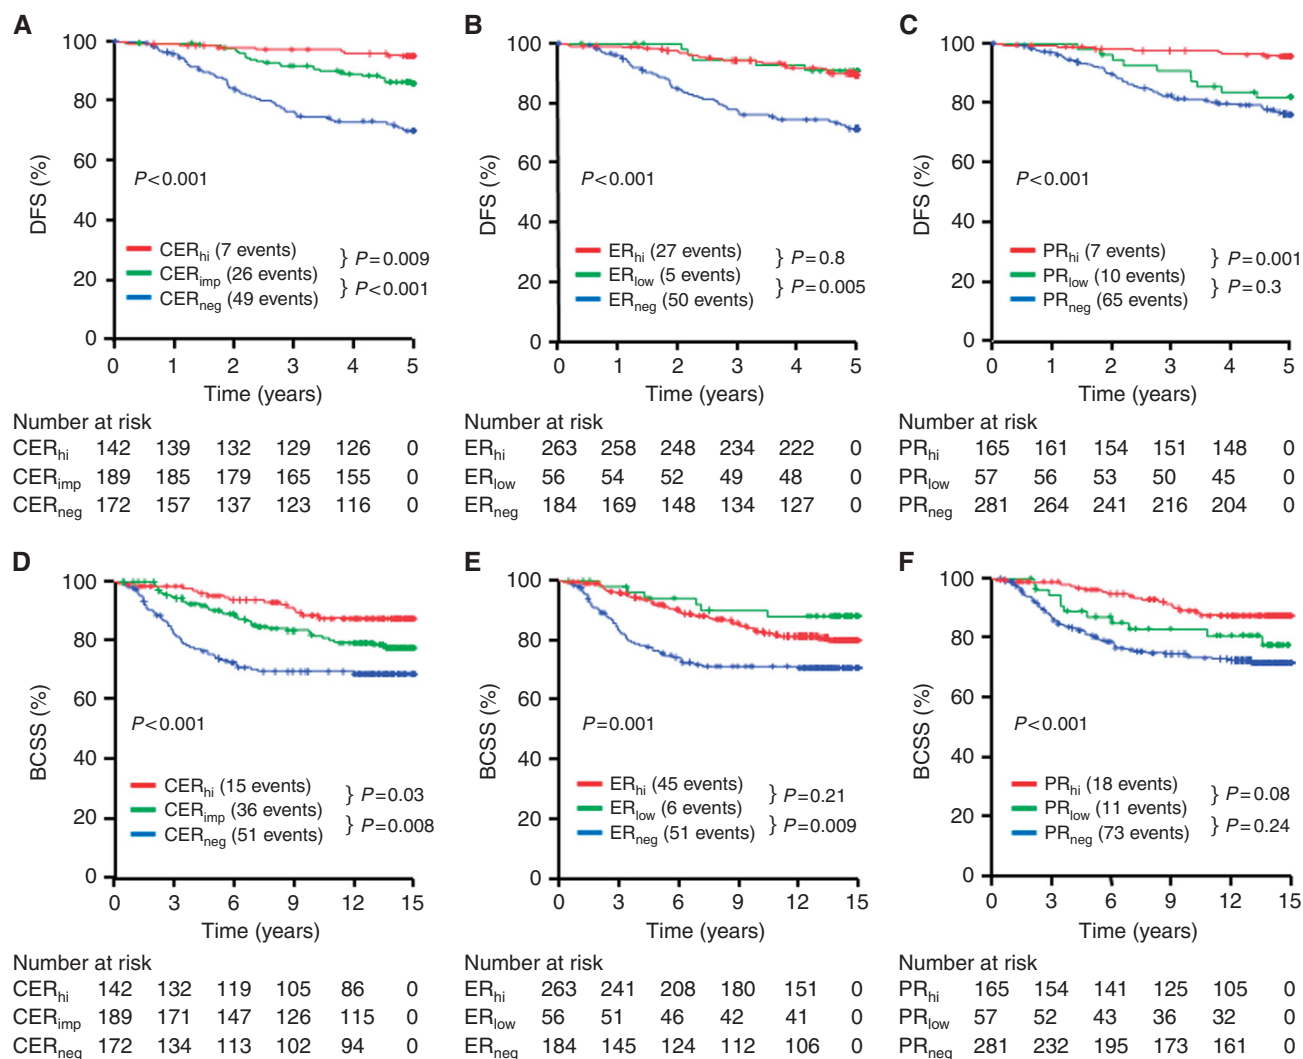 A
100
80
60
40
20
0
DFS (%)
P<0.001
CERhi (7 events)
CERimp (26 events)
CERneg (49 events)
} P=0.009
} P<0.001
0 1 2 3 4 5
Time (years)
Number at risk
CERhi 142 139 132 129 126 0
CERimp 189 185 179 165 155 0
CERneg 172 157 137 123 116 0
B
100
80
60
40
20
0
DFS (%)
P<0.001
ERhi (27 events)
ERlow (5 events)
ERneg (50 events)
} P=0.8
} P=0.005
0 1 2 3 4 5
Time (years)
Number at risk
ERhi 263 258 248 234 222 0
ERlow 56 54 52 49 48 0
ERneg 184 169 148 134 127 0
C
100
80
60
40
20
0
DFS (%)
P<0.001
PRhi (7 events)
PRlow (10 events)
PRneg (65 events)
} P=0.001
} P=0.3
0 1 2 3 4 5
Time (years)
Number at risk
PRhi 165 161 154 151 148 0
PRlow 57 56 53 50 45 0
PRneg 281 264 241 216 204 0
D
100
80
60
40
20
0
BCSS (%)
P<0.001
CERhi (15 events)
CERimp (36 events)
CERneg (51 events)
} P=0.03
} P=0.008
0 3 6 9 12 15
Time (years)
Number at risk
CERhi 142 132 119 105 86 0
CERimp 189 171 147 126 115 0
CERneg 172 134 113 102 94 0
E
100
80
60
40
20
0
BCSS (%)
P=0.001
ERhi (45 events)
ERlow (6 events)
ERneg (51 events)
} P=0.21
} P=0.009
0 3 6 9 12 15
Time (years)
Number at risk
ERhi 263 241 208 180 151 0
ERlow 56 51 46 42 41 0
ERneg 184 145 124 112 106 0
F
100
80
60
40
20
0
BCSS (%)
P<0.001
PRhi (18 events)
PRlow (11 events)
PRneg (73 events)
} P=0.08
} P=0.24
0 3 6 9 12 15
Time (years)
Number at risk
PRhi 165 154 141 125 105 0
PRlow 57 52 43 36 32 0
PRneg 281 232 195 173 161 0